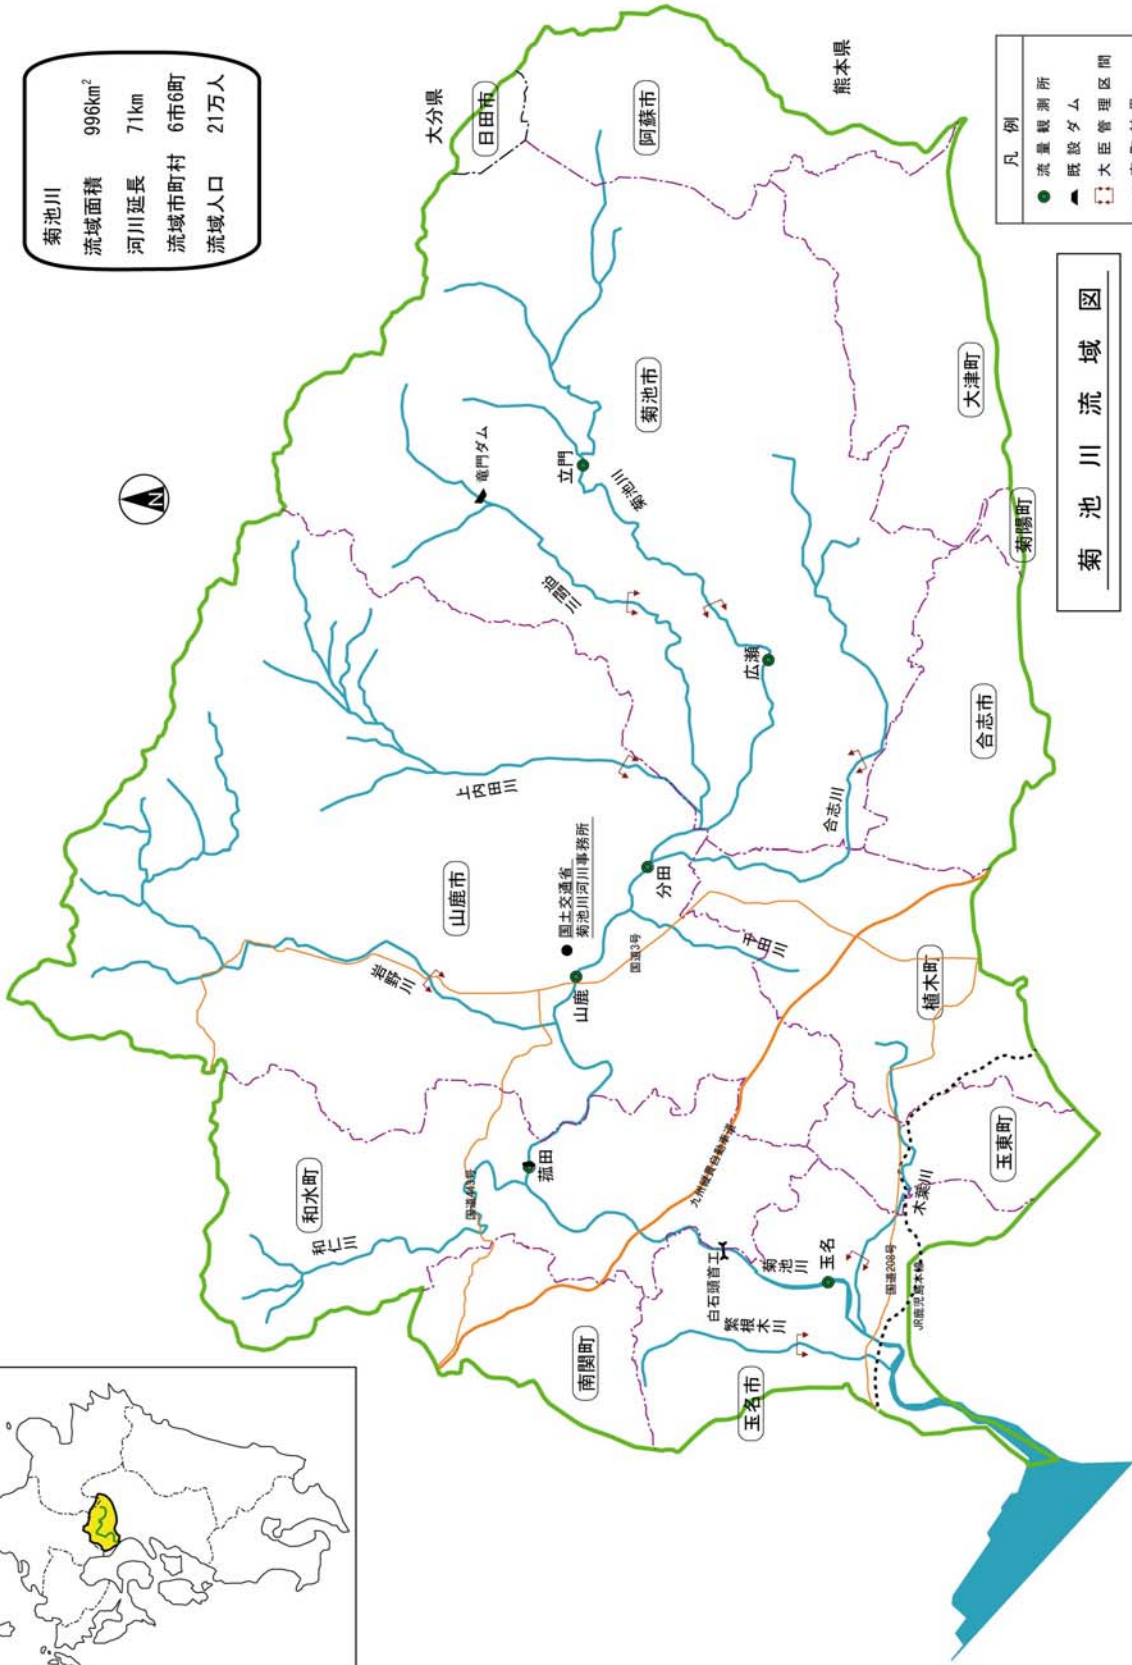 菊池川
流域面積 996km²
河川延長 71km
流域市町村 6市6町
流域人口 21万人
N
大分県
日田市
阿蘇市
熊本県
竜門ダム
立門
菊池川
菊池市
大津町
菊陽町
迫間川
広瀬
合志市
合志川
上内田川
山鹿市
国土交通省
菊池川河川事務所
分田
千田川
国道3号
植木町
岩野川
山鹿
和水町
和仁川
国道443号
菰田
九州縦貫自動車道
玉東町
木葉川
白石頭首工
菊池川
玉名
国道208号
JR鹿児島本線
繁根木川
南関町
玉名市
凡例
流量観測所
既設ダム
大臣管理区間
菊池川流域図